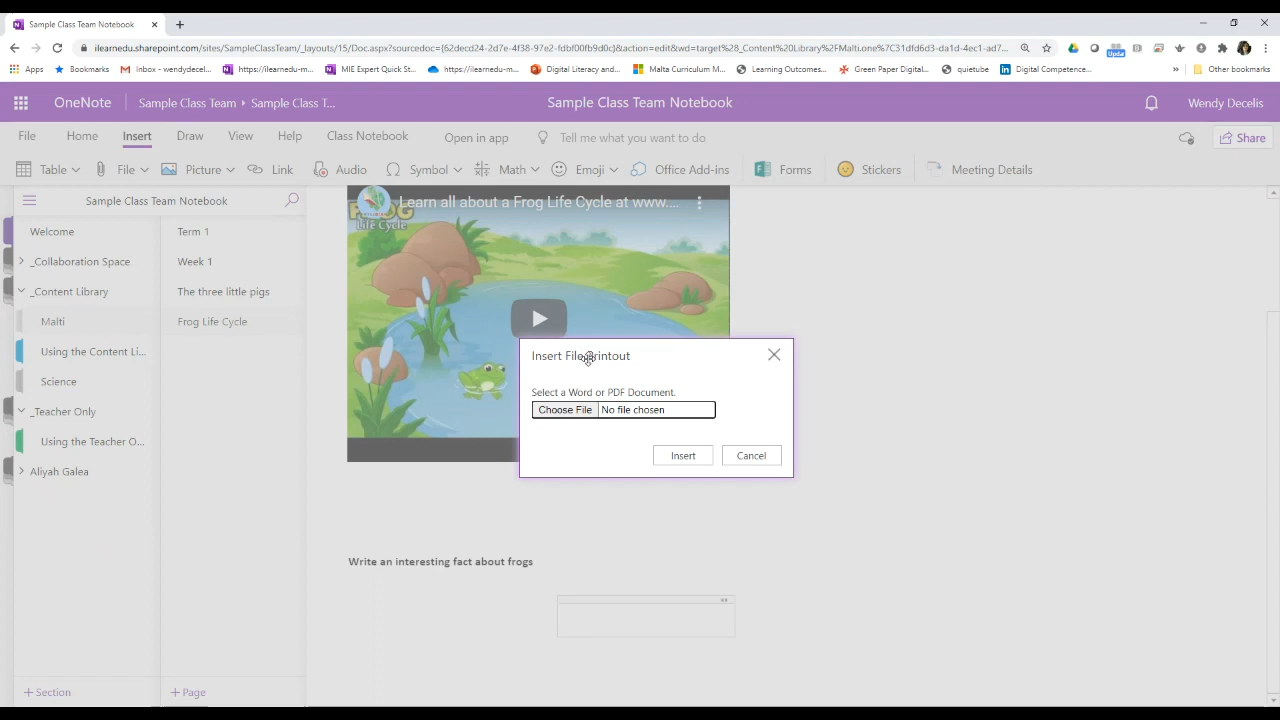 Sample Class Team Notebook
ilearnedu.sharepoint.com/sites/SampleClassTeam/_layouts/15/Doc.aspx?sourcedoc={62decd24-2d7e-4f38-97e2-fdbf00fb9d0c}&action=edit&wd=target%28_Content%20Library%2FMalti.one%7C31dfd6d3-da1d-4ec1-ad7...
Apps Bookmarks Inbox - wendydecel... https://ilearnedu-m... MIE Expert Quick St... https://ilearnedu-m... Digital Literacy and... Malta Curriculum M... Learning Outcomes... Green Paper Digital... quietube Digital Competence... » Other bookmarks
OneNote Sample Class Team Sample Class T... Sample Class Team Notebook Wendy Decelis
File Home Insert Draw View Help Class Notebook Open in app Tell me what you want to do Share
Table File Picture Link Audio Symbol Math Emoji Office Add-ins Forms Stickers Meeting Details
Sample Class Team Notebook
Welcome
_Collaboration Space
_Content Library
Malti
Using the Content Li...
Science
_Teacher Only
Using the Teacher O...
Aliyah Galea
+ Section
Term 1
Week 1
The three little pigs
Frog Life Cycle
+ Page
Learn all about a Frog Life Cycle at www....
FROG
Life Cycle
Insert File Printout
Select a Word or PDF Document.
Choose File No file chosen
Insert Cancel
Write an interesting fact about frogs